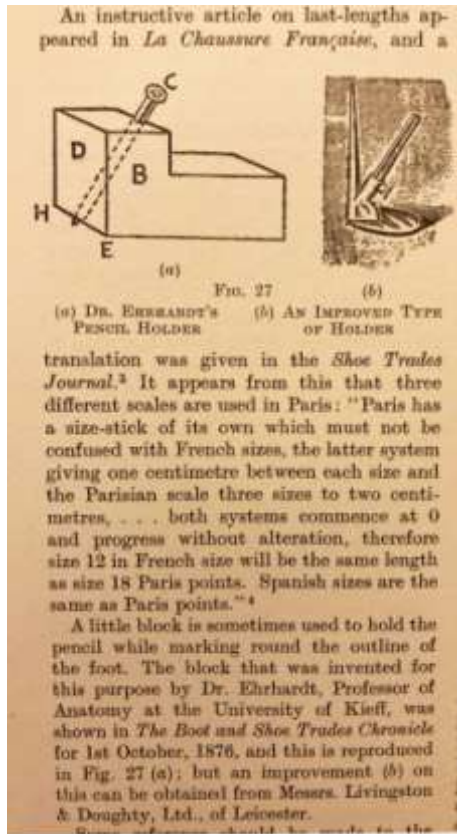 An instructive article on last-lengths ap-
peared in La Chaussure Française, and a
C
D
B
H
E
(a)
FIG. 27
(b)
(a) DR. EHRHARDT'S
PENCIL HOLDER
(b) AN IMPROVED TYPE
OF HOLDER
translation was given in the Shoe Trades
Journal.³ It appears from this that three
different scales are used in Paris: "Paris has
a size-stick of its own which must not be
confused with French sizes, the latter system
giving one centimetre between each size and
the Parisian scale three sizes to two centi-
metres, . . . both systems commence at 0
and progress without alteration, therefore
size 12 in French size will be the same length
as size 18 Paris points. Spanish sizes are the
same as Paris points."⁴
A little block is sometimes used to hold the
pencil while marking round the outline of
the foot. The block that was invented for
this purpose by Dr. Ehrhardt, Professor of
Anatomy at the University of Kieff, was
shown in The Boot and Shoe Trades Chronicle
for 1st October, 1876, and this is reproduced
in Fig. 27 (a); but an improvement (b) on
this can be obtained from Messrs. Livingston
& Doughty, Ltd., of Leicester.
Some reference should be made to the